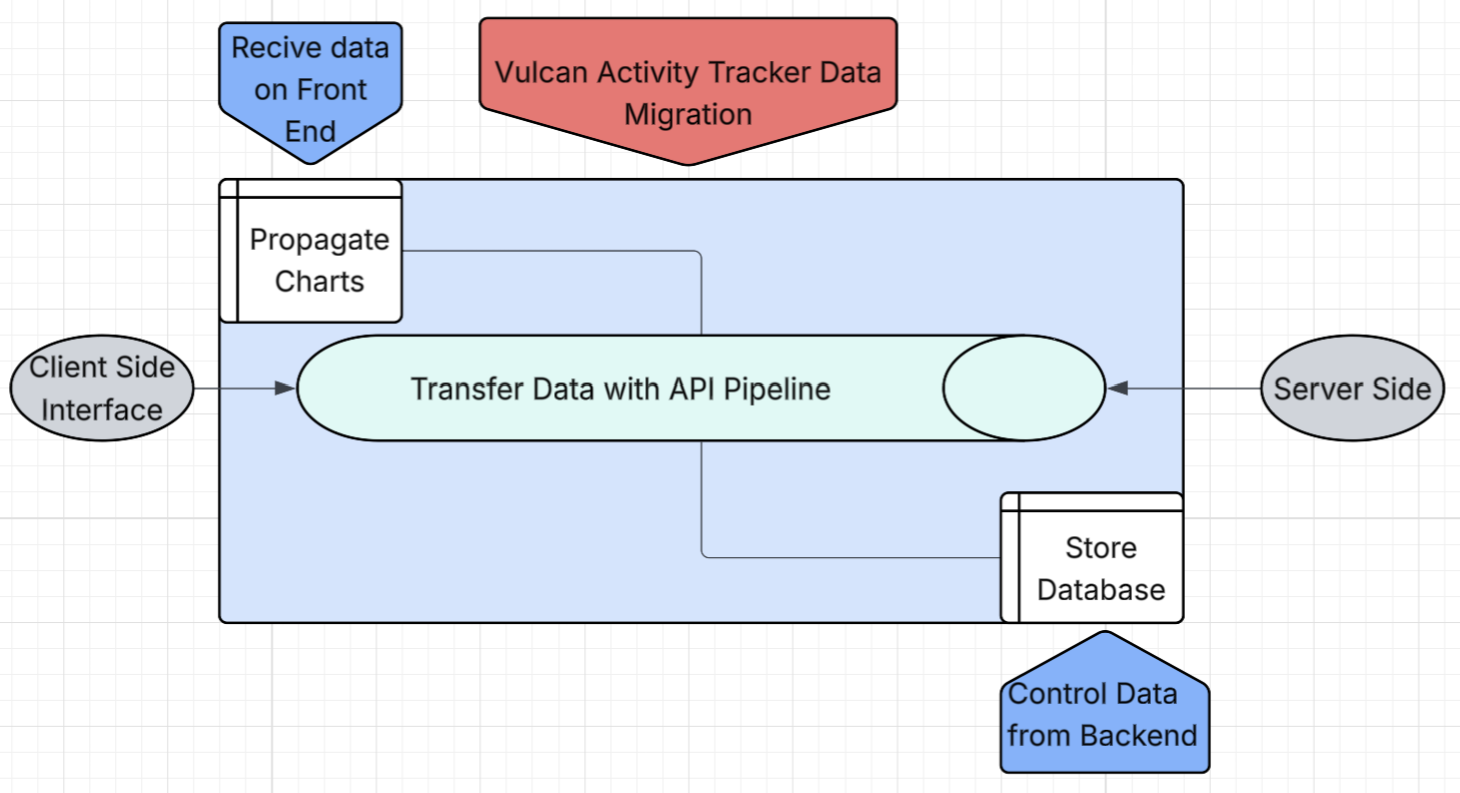 Recive data
on Front
End
Vulcan Activity Tracker Data
Migration
Propagate
Charts
Client Side
Interface
Transfer Data with API Pipeline
Server Side
Store
Database
Control Data
from Backend